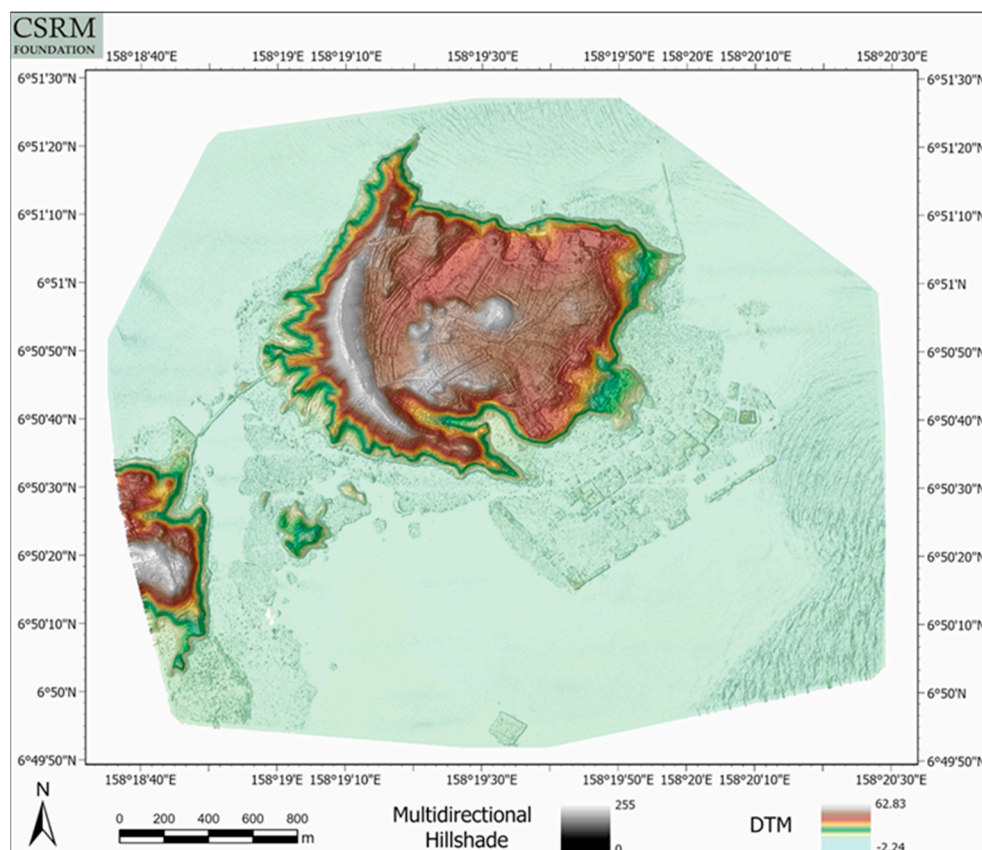 CSRM
FOUNDATION
158°18'40"E 158°19'E 158°19'10"E 158°19'30"E 158°19'50"E 158°20'E 158°20'10"E 158°20'30"E
6°51'30"N 6°51'30"N
6°51'20"N 6°51'20"N
6°51'10"N 6°51'10"N
6°51'N 6°51'N
6°50'50"N 6°50'50"N
6°50'40"N 6°50'40"N
6°50'30"N 6°50'30"N
6°50'20"N 6°50'20"N
6°50'10"N 6°50'10"N
6°50'N 6°50'N
6°49'50"N 6°49'50"N
158°18'40"E 158°19'E 158°19'10"E 158°19'30"E 158°19'50"E 158°20'E 158°20'10"E 158°20'30"E
N
0 200 400 600 800
m
Multidirectional
Hillshade
255
0
DTM
62.83
-2.24